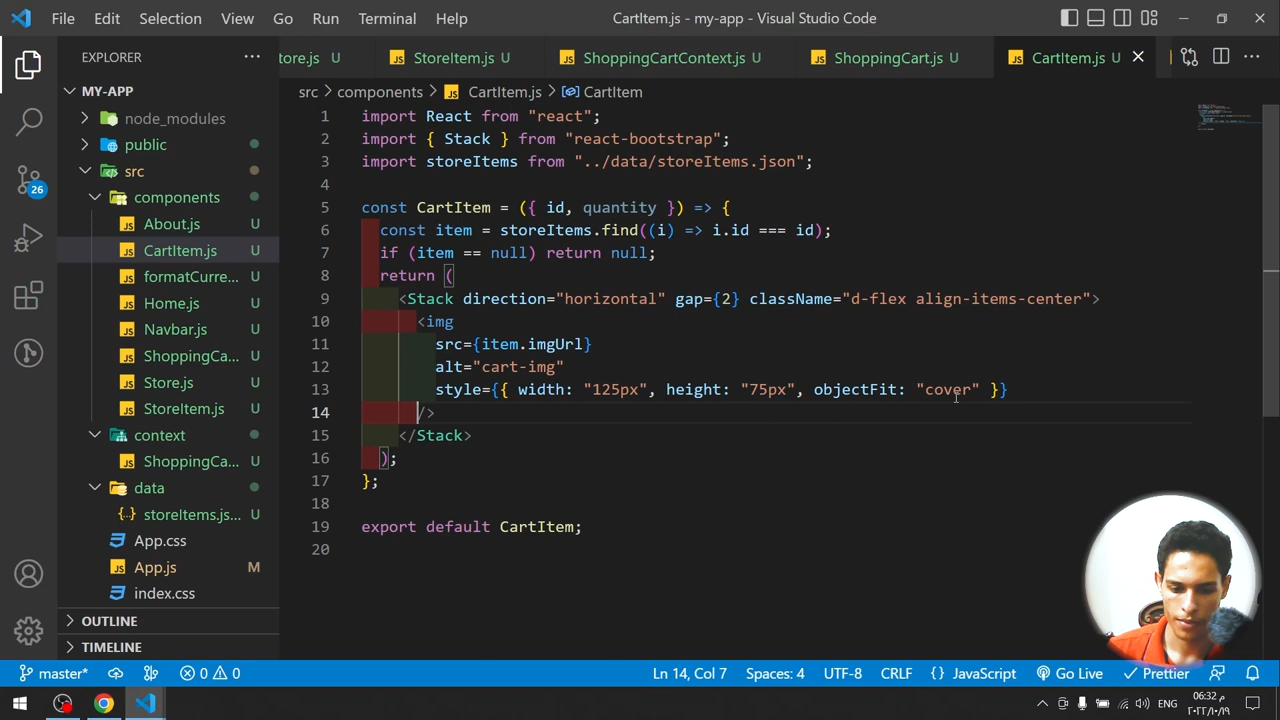 File Edit Selection View Go Run Terminal Help CartItem.js - my-app - Visual Studio Code
EXPLORER
tore.js U StoreItem.js U ShoppingCartContext.js U ShoppingCart.js U CartItem.js U
MY-APP
node_modules
public
src
components
About.js U
CartItem.js U
formatCurre... U
Home.js U
Navbar.js U
ShoppingCa... U
Store.js U
StoreItem.js U
context
ShoppingCa... U
data
storeItems.js... U
App.css
App.js M
index.css
OUTLINE
TIMELINE
26
src components CartItem.js CartItem
1 import React from "react";
2 import { Stack } from "react-bootstrap";
3 import storeItems from "../data/storeItems.json";
4
5 const CartItem = ({ id, quantity }) => {
6 const item = storeItems.find((i) => i.id === id);
7 if (item == null) return null;
8 return (
9 <Stack direction="horizontal" gap={2} className="d-flex align-items-center">
10 <img
11 src={item.imgUrl}
12 alt="cart-img"
13 style={{ width: "125px", height: "75px", objectFit: "cover" }}
14 />
15 </Stack>
16 );
17 };
18
19 export default CartItem;
20
master* 0 0 Ln 14, Col 7 Spaces: 4 UTF-8 CRLF {} JavaScript Go Live Prettier
ENG
06:32 م
٢٠٢٢/١٠/١٩